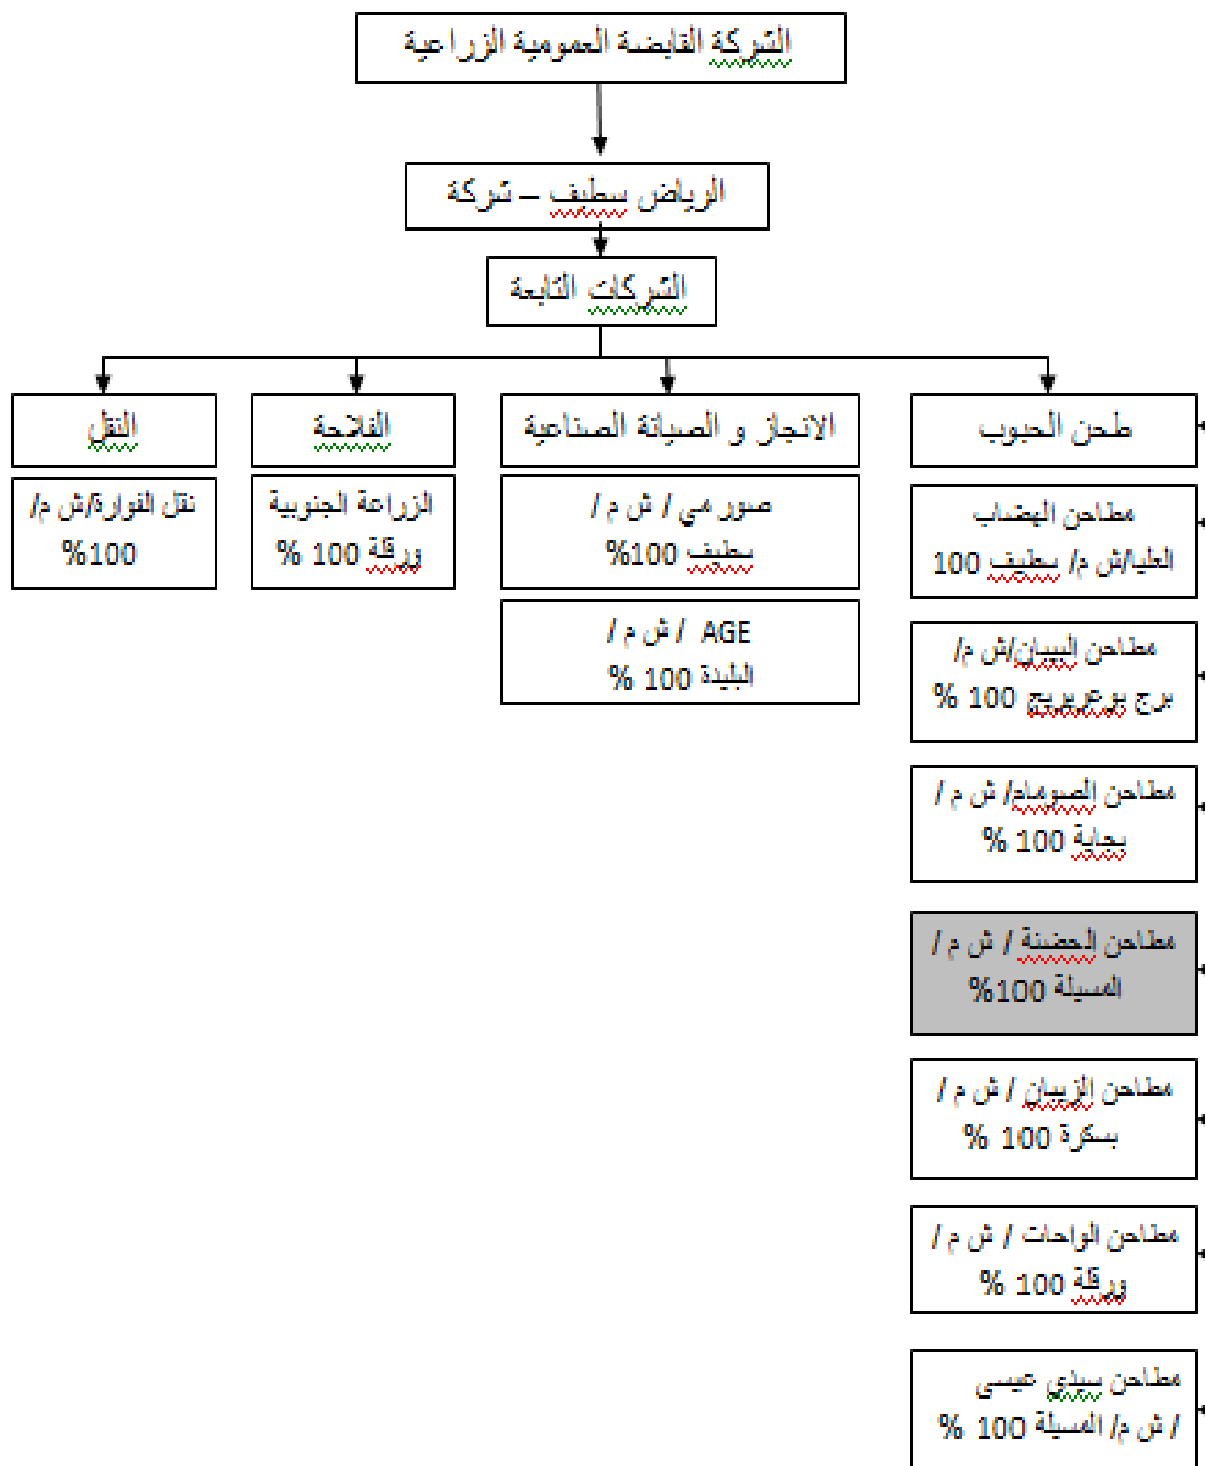 الشركة القابضة العمومية الزراعية
الرياض سطيف – شركة
الشركات التابعة
طحن الحبوب
الانجاز و الصيانة الصناعية
الفلاحة
النقل
مطاحن الهضاب
العليا/ش م/ سطيف 100
مطاحن البيبان/ش م/
برج بوعريريج 100 %
مطاحن الصومام/ ش م /
بجاية 100 %
مطاحن الحضنة / ش م /
المسيلة 100%
مطاحن الزيبان / ش م /
بسكرة 100 %
مطاحن الواحات / ش م /
ورقلة 100 %
مطاحن سيدي عيسى
/ ش م/ المسيلة 100 %
صور مي / ش م /
سطيف 100%
AGE / ش م /
البليدة 100 %
الزراعة الجنوبية
ورقلة 100 %
نقل الفوارة/ش م/
100%